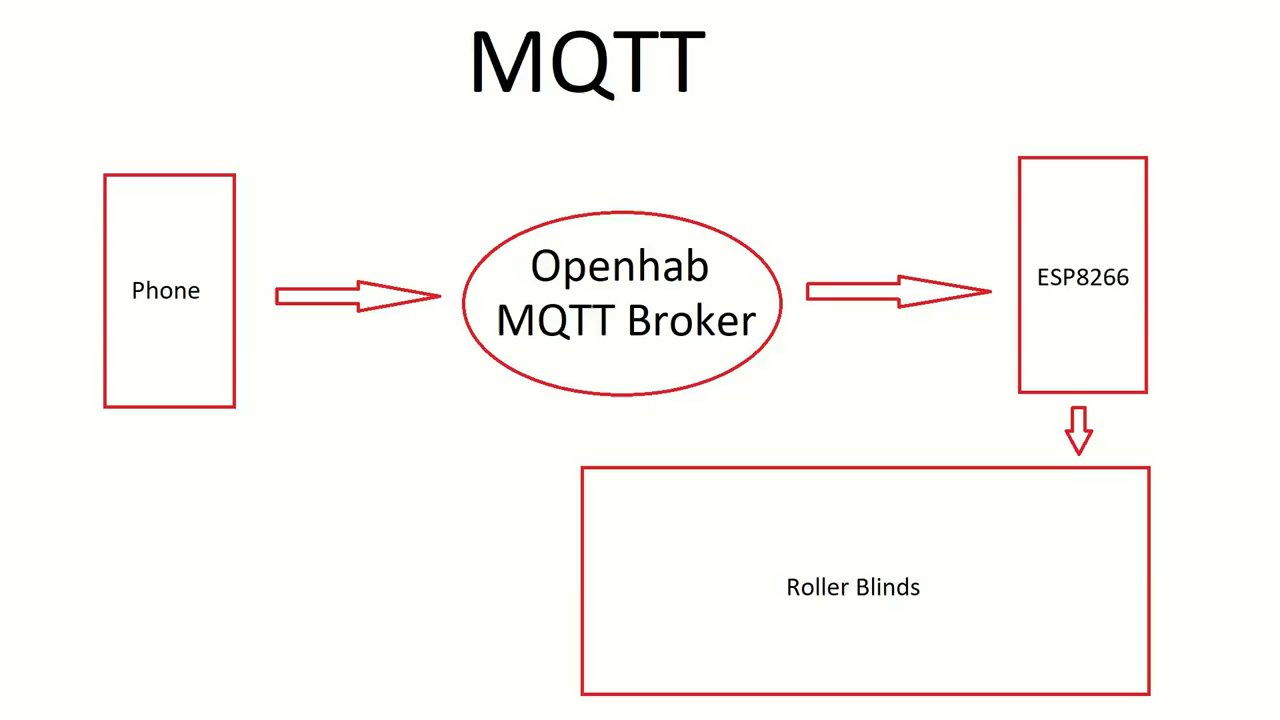 MQTT
Phone
Openhab
MQTT Broker
ESP8266
Roller Blinds